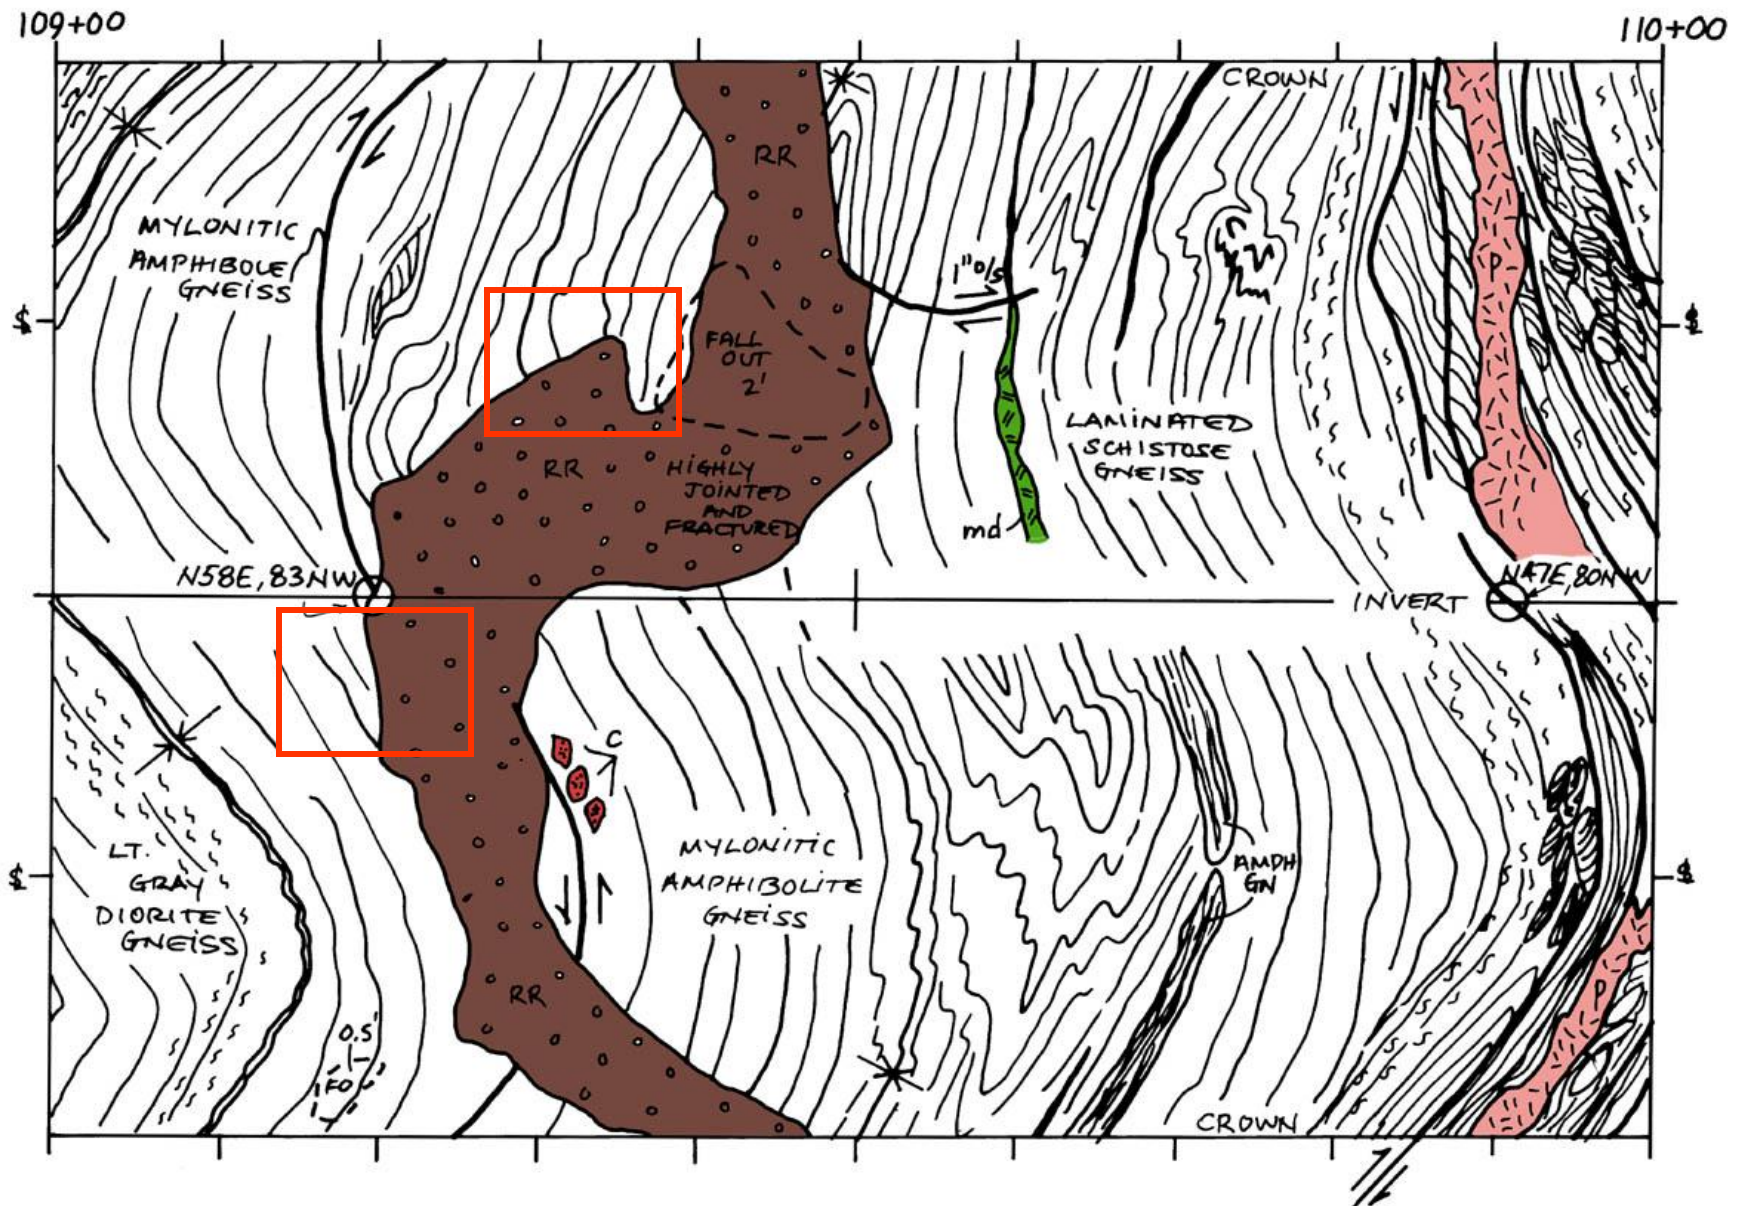 109+00
110+00
CROWN
RR
MYLONITIC
AMPHIBOLE
GNEISS
1" O/S
P
FALL
OUT
2'
LAMINATED
SCHISTOSE
GNEISS
RR
HIGHLY
JOINTED
AND
FRACTURED
md
N58E, 83NW
N47E, 80NW
INVERT
C
MYLONITIC
AMPHIBOLITE
GNEISS
AMPH
GN
LT.
GRAY
DIORITE
GNEISS
RR
P
0.5'
FO
CROWN